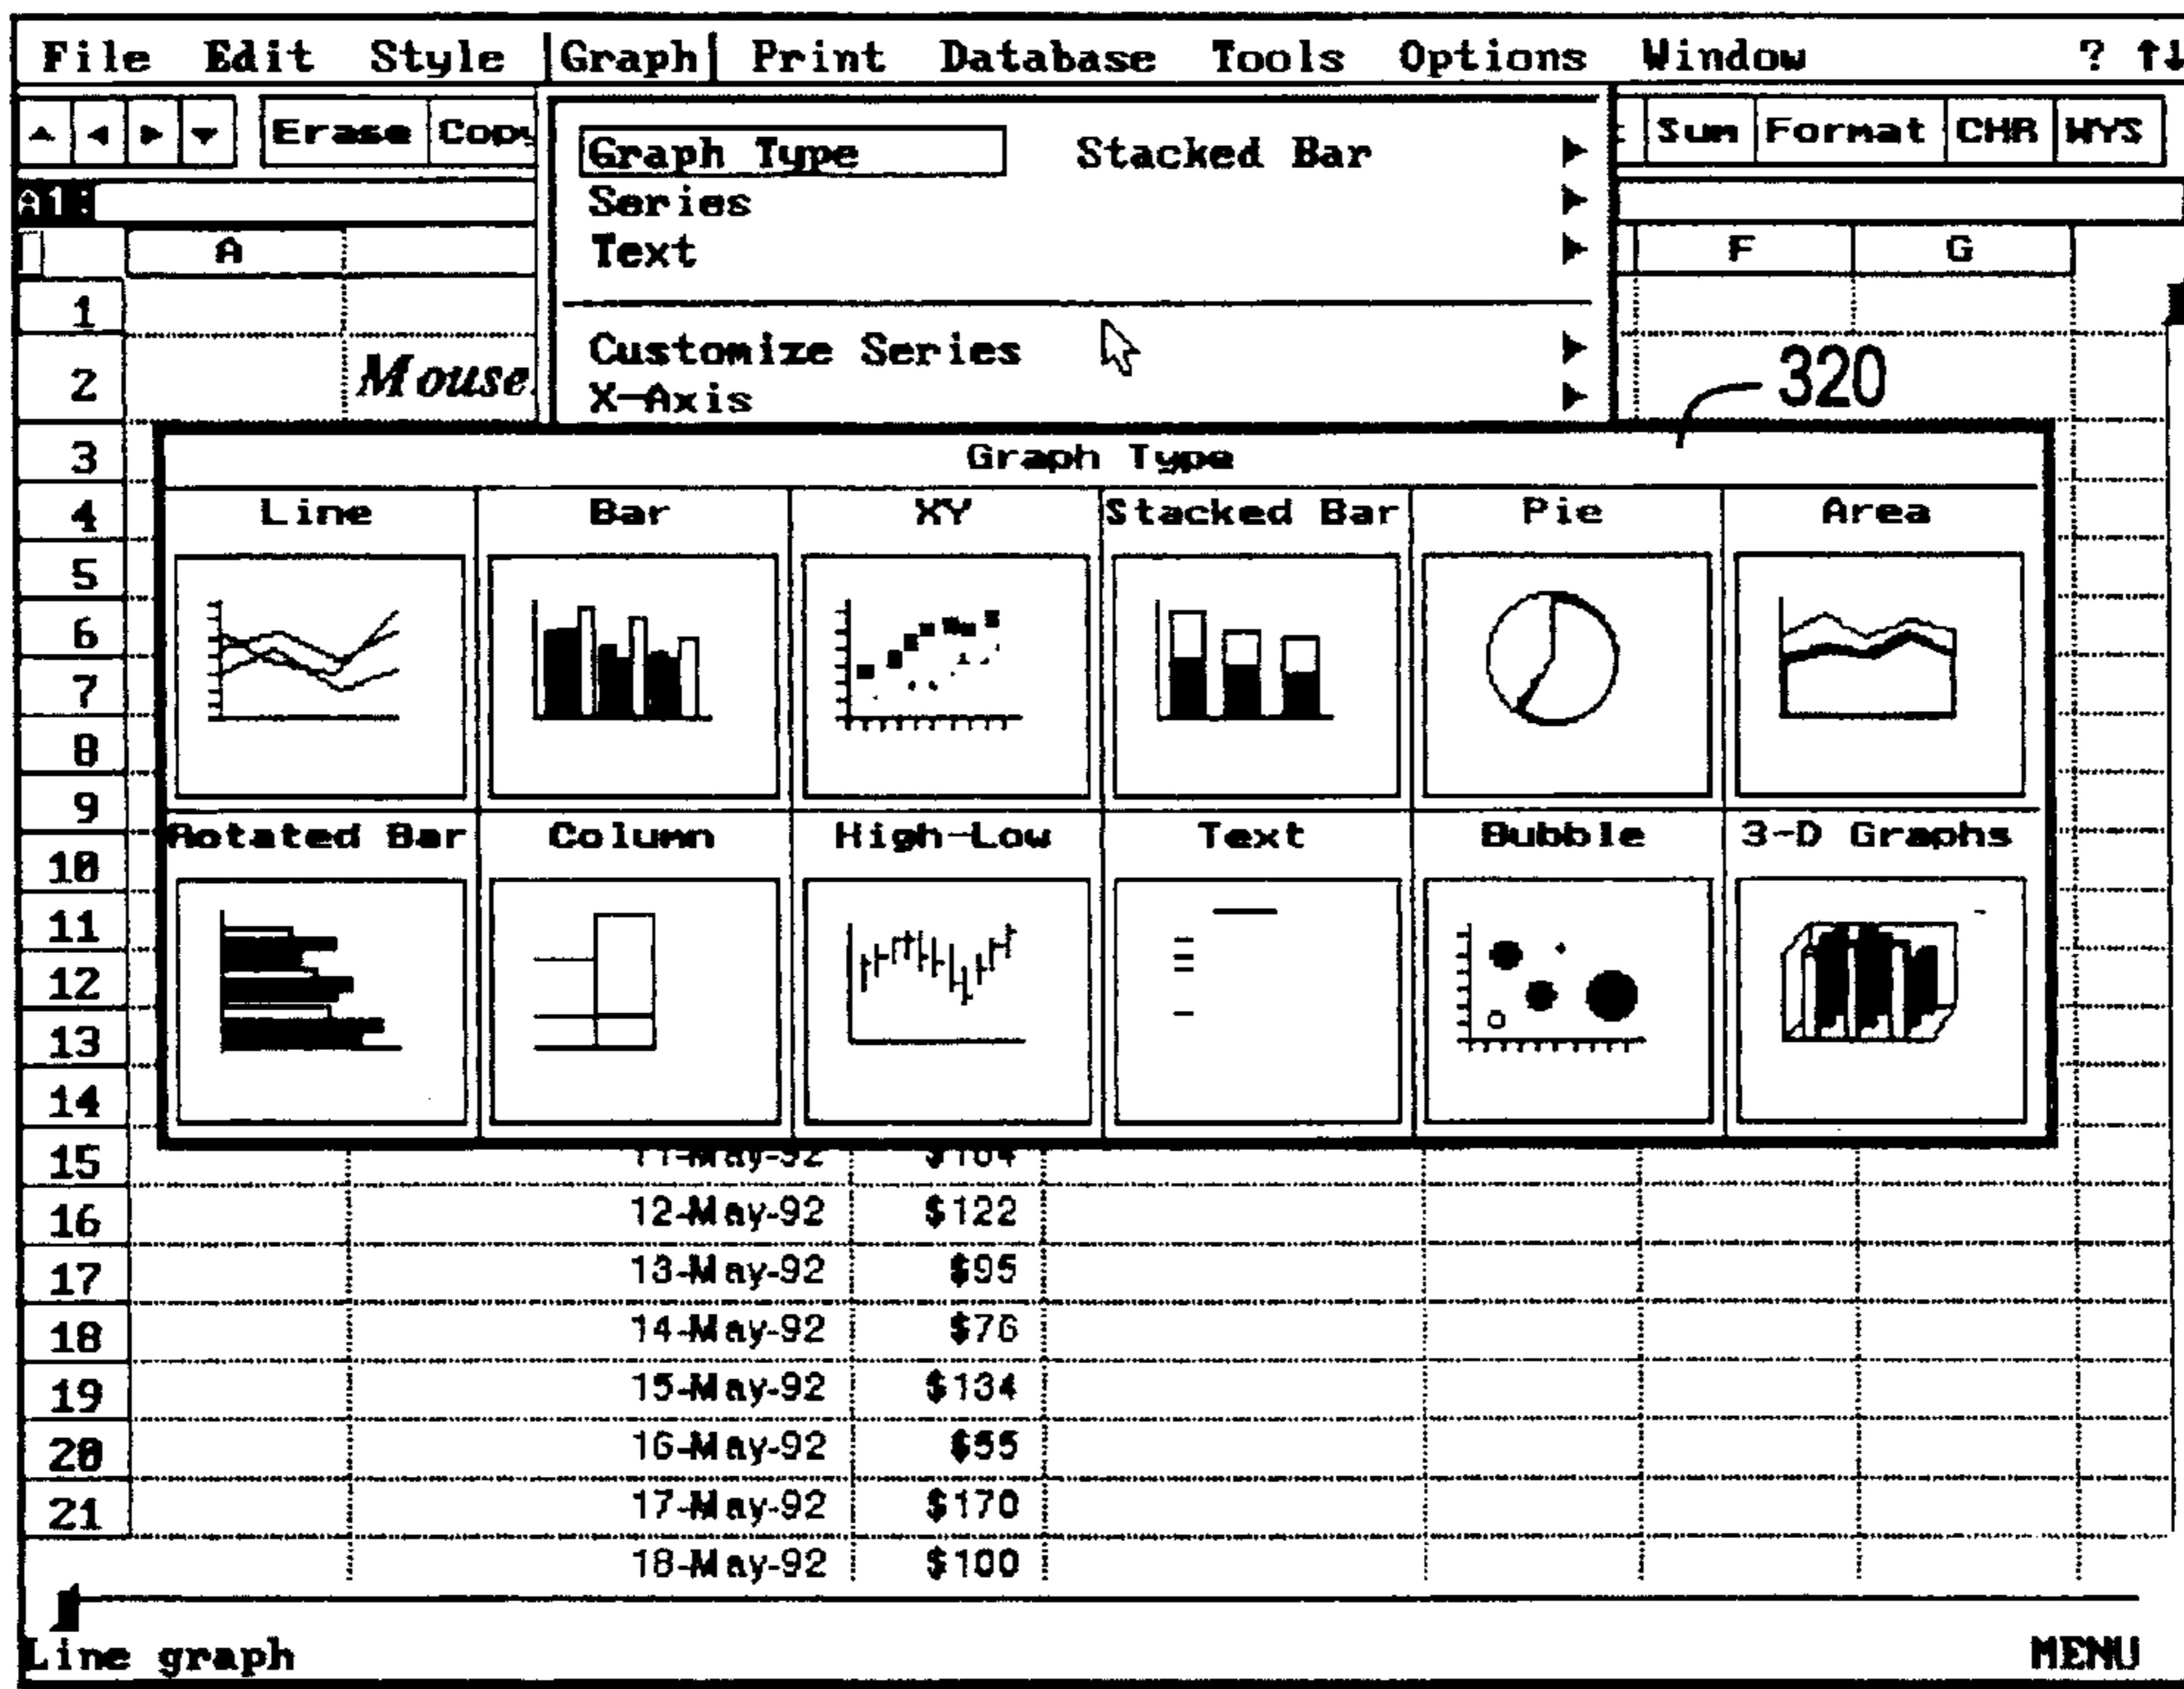 File Edit Style Graph Print Database Tools Options Window ? ↑↓
Erase Copy Sum Format CHR WYS
Graph Type Stacked Bar
Series
Text
A1:
A F G
Customize Series
X-Axis
1
2 Mouse
320
3
Graph Type
4
Line Bar XY Stacked Bar Pie Area
5
6
7
8
9
Rotated Bar Column High-Low Text Bubble 3-D Graphs
10
11
12
13
14
15 11-May-92 $104
16 12-May-92 $122
17 13-May-92 $95
18 14-May-92 $76
19 15-May-92 $134
20 16-May-92 $55
21 17-May-92 $170
18-May-92 $100
Line graph MENU